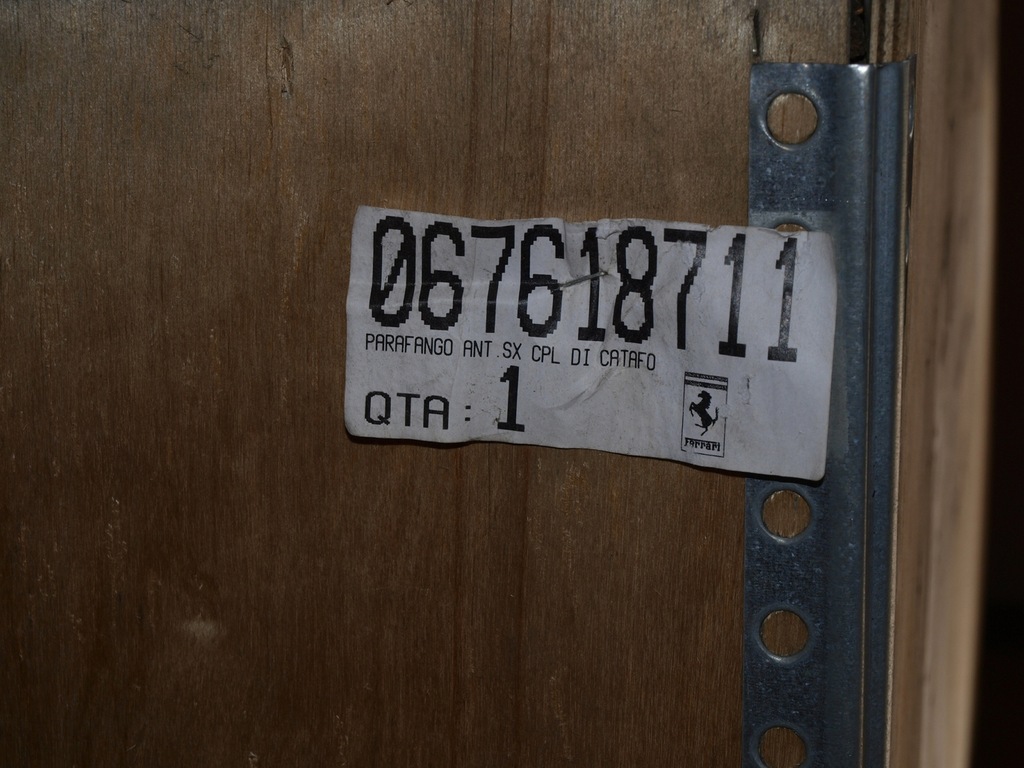 067618711
PARAFANGO ANT.SX CPL DI CATAFO
QTA: 1
Ferrari